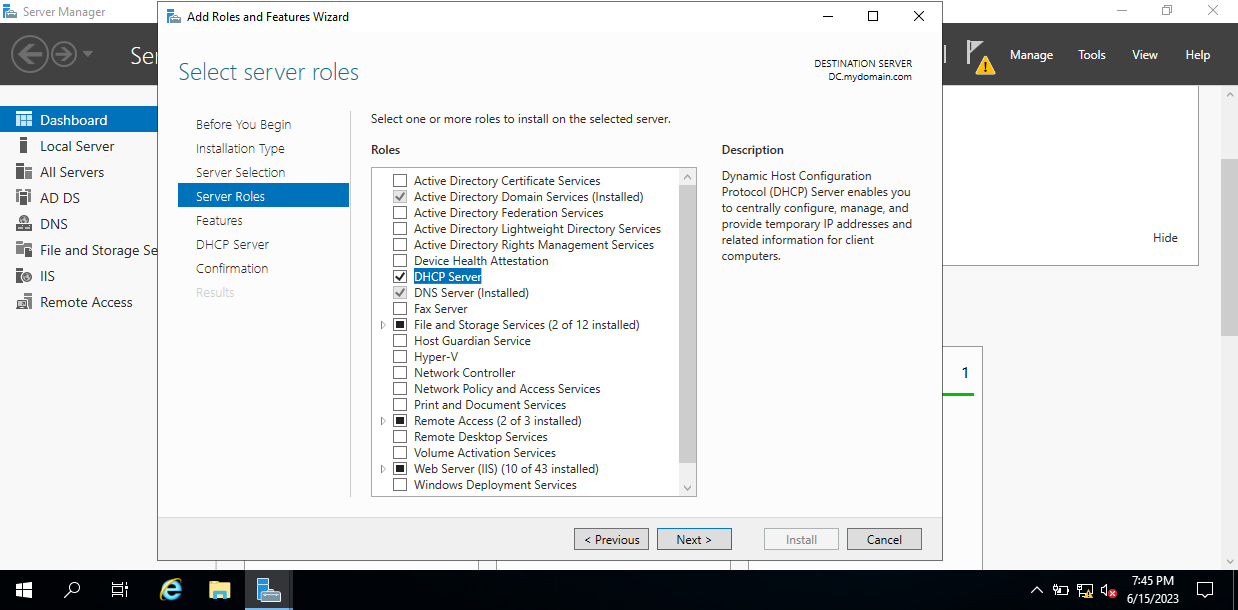 Server Manager
Add Roles and Features Wizard
Ser
Manage
Tools
View
Help
Select server roles
DESTINATION SERVER
DC.mydomain.com
Dashboard
Local Server
All Servers
AD DS
DNS
File and Storage Se
IIS
Remote Access
Before You Begin
Installation Type
Server Selection
Server Roles
Features
DHCP Server
Confirmation
Results
Select one or more roles to install on the selected server.
Roles
Active Directory Certificate Services
Active Directory Domain Services (Installed)
Active Directory Federation Services
Active Directory Lightweight Directory Services
Active Directory Rights Management Services
Device Health Attestation
DHCP Server
DNS Server (Installed)
Fax Server
File and Storage Services (2 of 12 installed)
Host Guardian Service
Hyper-V
Network Controller
Network Policy and Access Services
Print and Document Services
Remote Access (2 of 3 installed)
Remote Desktop Services
Volume Activation Services
Web Server (IIS) (10 of 43 installed)
Windows Deployment Services
Description
Dynamic Host Configuration
Protocol (DHCP) Server enables you
to centrally configure, manage, and
provide temporary IP addresses and
related information for client
computers.
Hide
1
< Previous
Next >
Install
Cancel
7:45 PM
6/15/2023